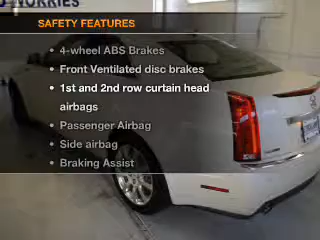 WORRIES
SAFETY FEATURES
• 4-wheel ABS Brakes
• Front Ventilated disc brakes
• 1st and 2nd row curtain head
airbags
• Passenger Airbag
• Side airbag
• Braking Assist